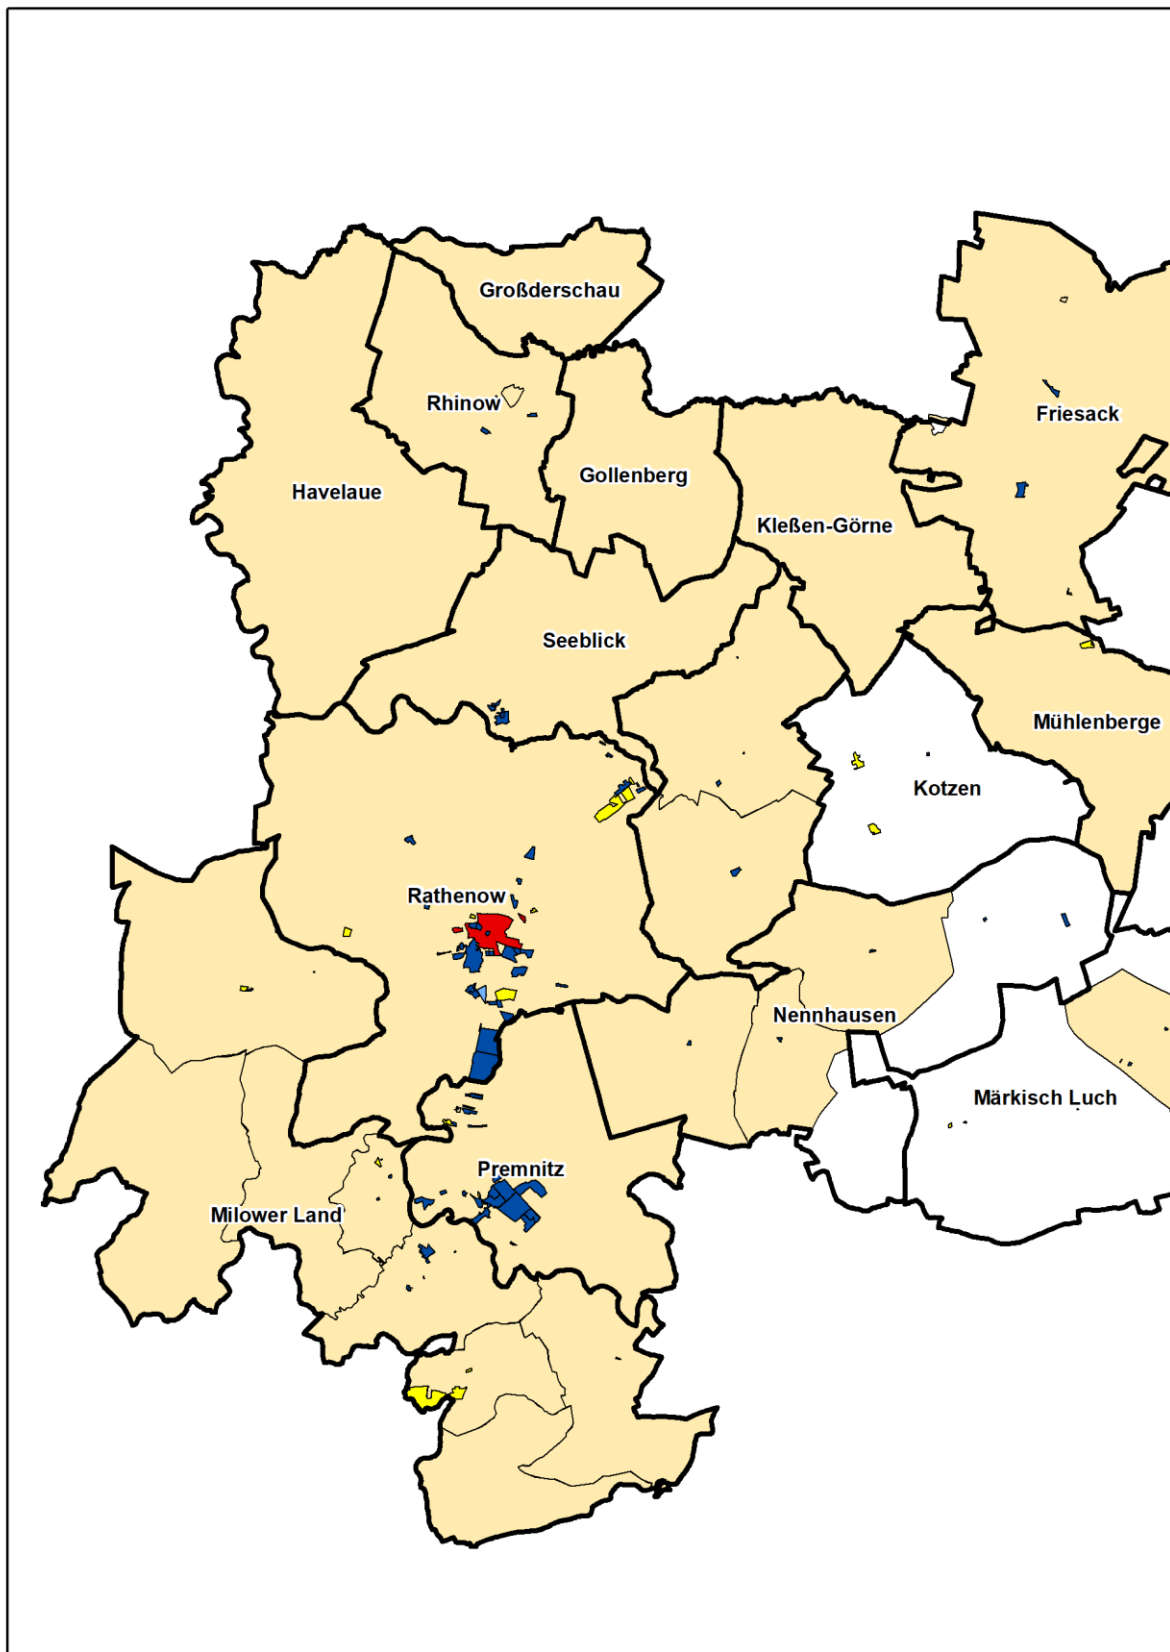 Großderschau
Rhinow
Friesack
Gollenberg
Havelaue
Kleßen-Görne
Seeblick
Mühlenberge
Kotzen
Rathenow
Nennhausen
Märkisch Luch
Premnitz
Milower Land